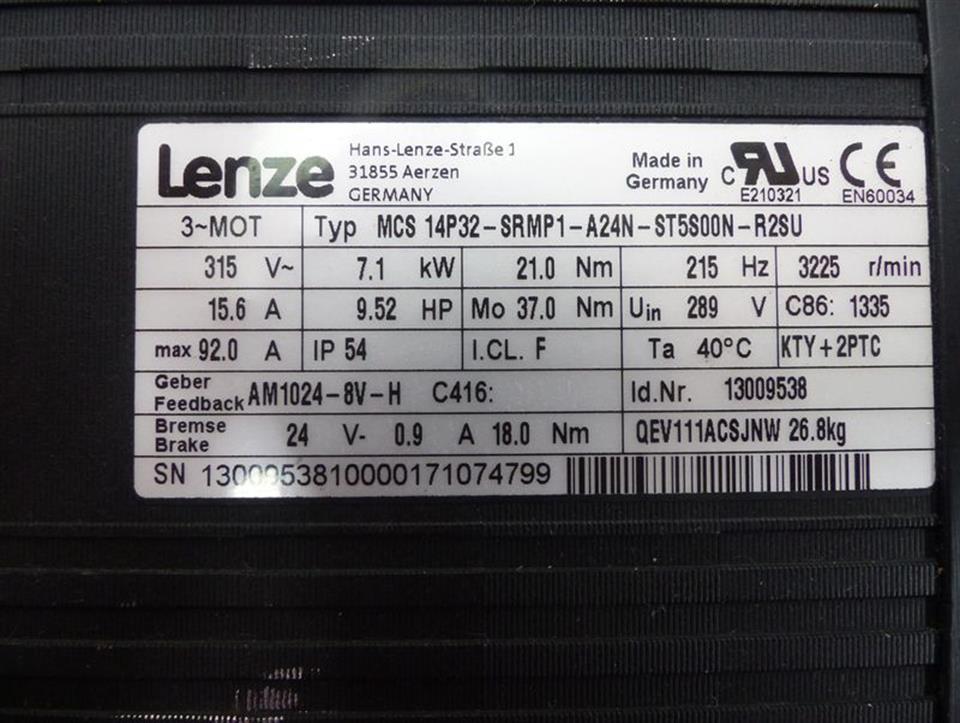 Lenze
Hans-Lenze-Straße 1
31855 Aerzen
GERMANY
Made in
Germany
c RU US
E210321
CE
EN60034
3~MOT Typ MCS 14P32-SRMP1-A24N-ST5S00N-R2SU
315 V~ 7.1 kW 21.0 Nm 215 Hz 3225 r/min
15.6 A 9.52 HP Mo 37.0 Nm Uin 289 V C86: 1335
max 92.0 A IP 54 I.CL. F Ta 40°C KTY+2PTC
Geber
Feedback AM1024-8V-H C416: Id.Nr. 13009538
Bremse
Brake 24 V- 0.9 A 18.0 Nm QEV111ACSJNW 26.8kg
SN 1300953810000171074799